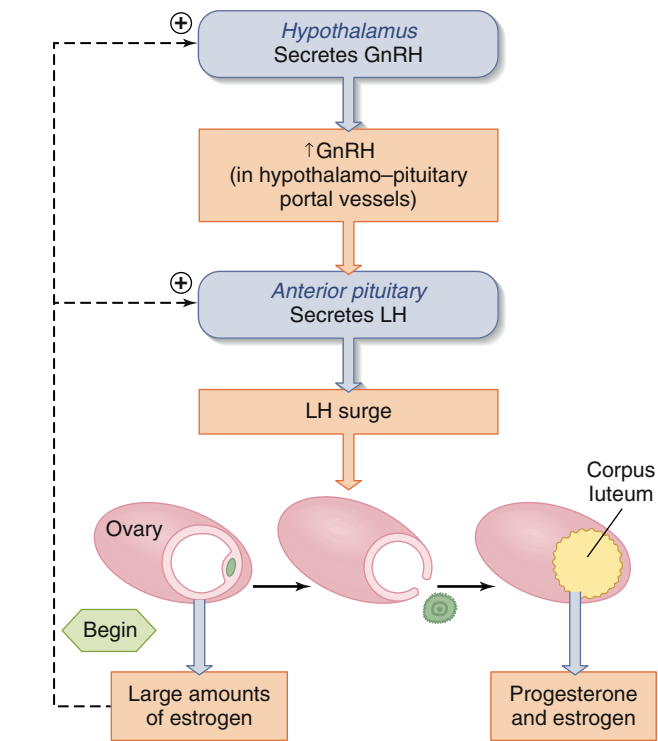 ⊕
Hypothalamus
Secretes GnRH
↑GnRH
(in hypothalamo–pituitary
portal vessels)
⊕
Anterior pituitary
Secretes LH
LH surge
Corpus
luteum
Ovary
Begin
Large amounts
of estrogen
Progesterone
and estrogen